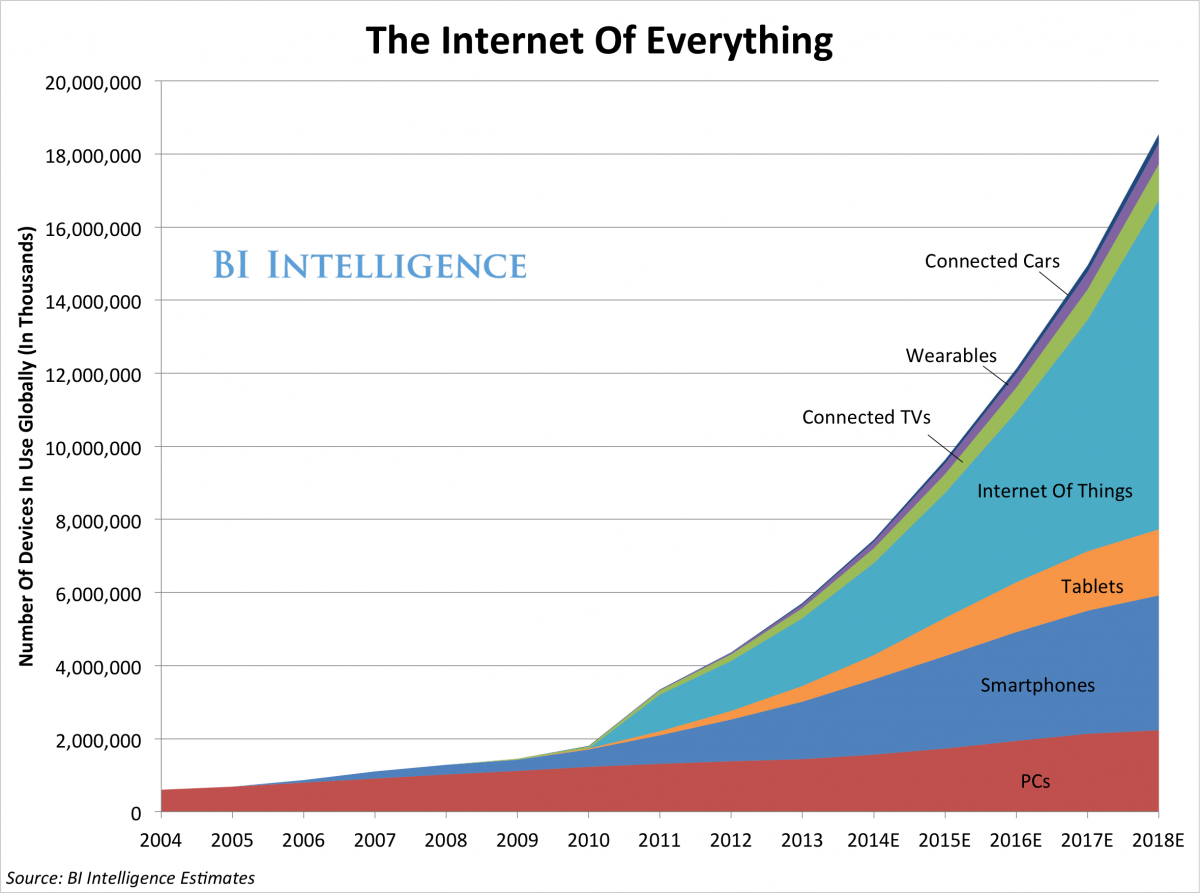 The Internet Of Everything
Number Of Devices In Use Globally (In Thousands)
20,000,000
18,000,000
16,000,000
14,000,000
12,000,000
10,000,000
8,000,000
6,000,000
4,000,000
2,000,000
0
BI INTELLIGENCE
Connected Cars
Wearables
Connected TVs
Internet Of Things
Tablets
Smartphones
PCs
2004 2005 2006 2007 2008 2009 2010 2011 2012 2013 2014E 2015E 2016E 2017E 2018E
Source: BI Intelligence Estimates